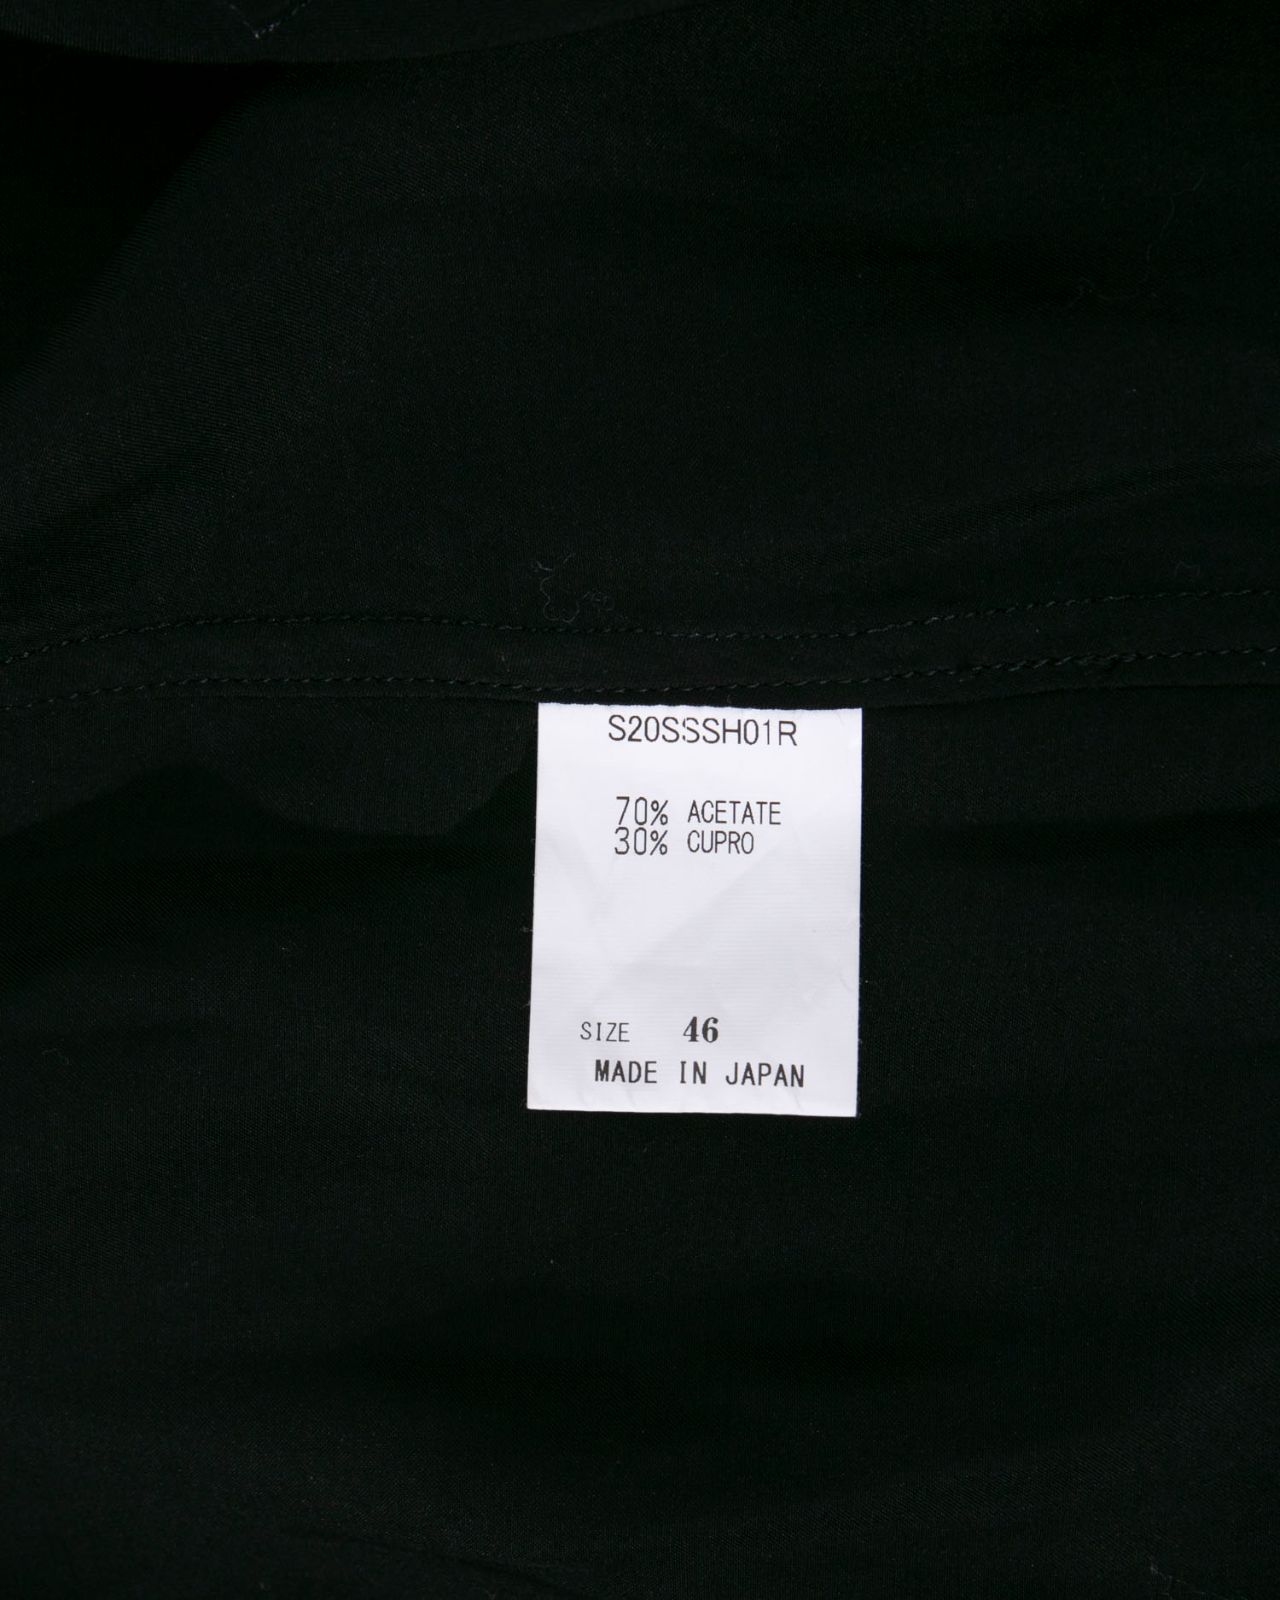 S20SSSH01R
70% ACETATE
30% CUPRO
SIZE 46
MADE IN JAPAN